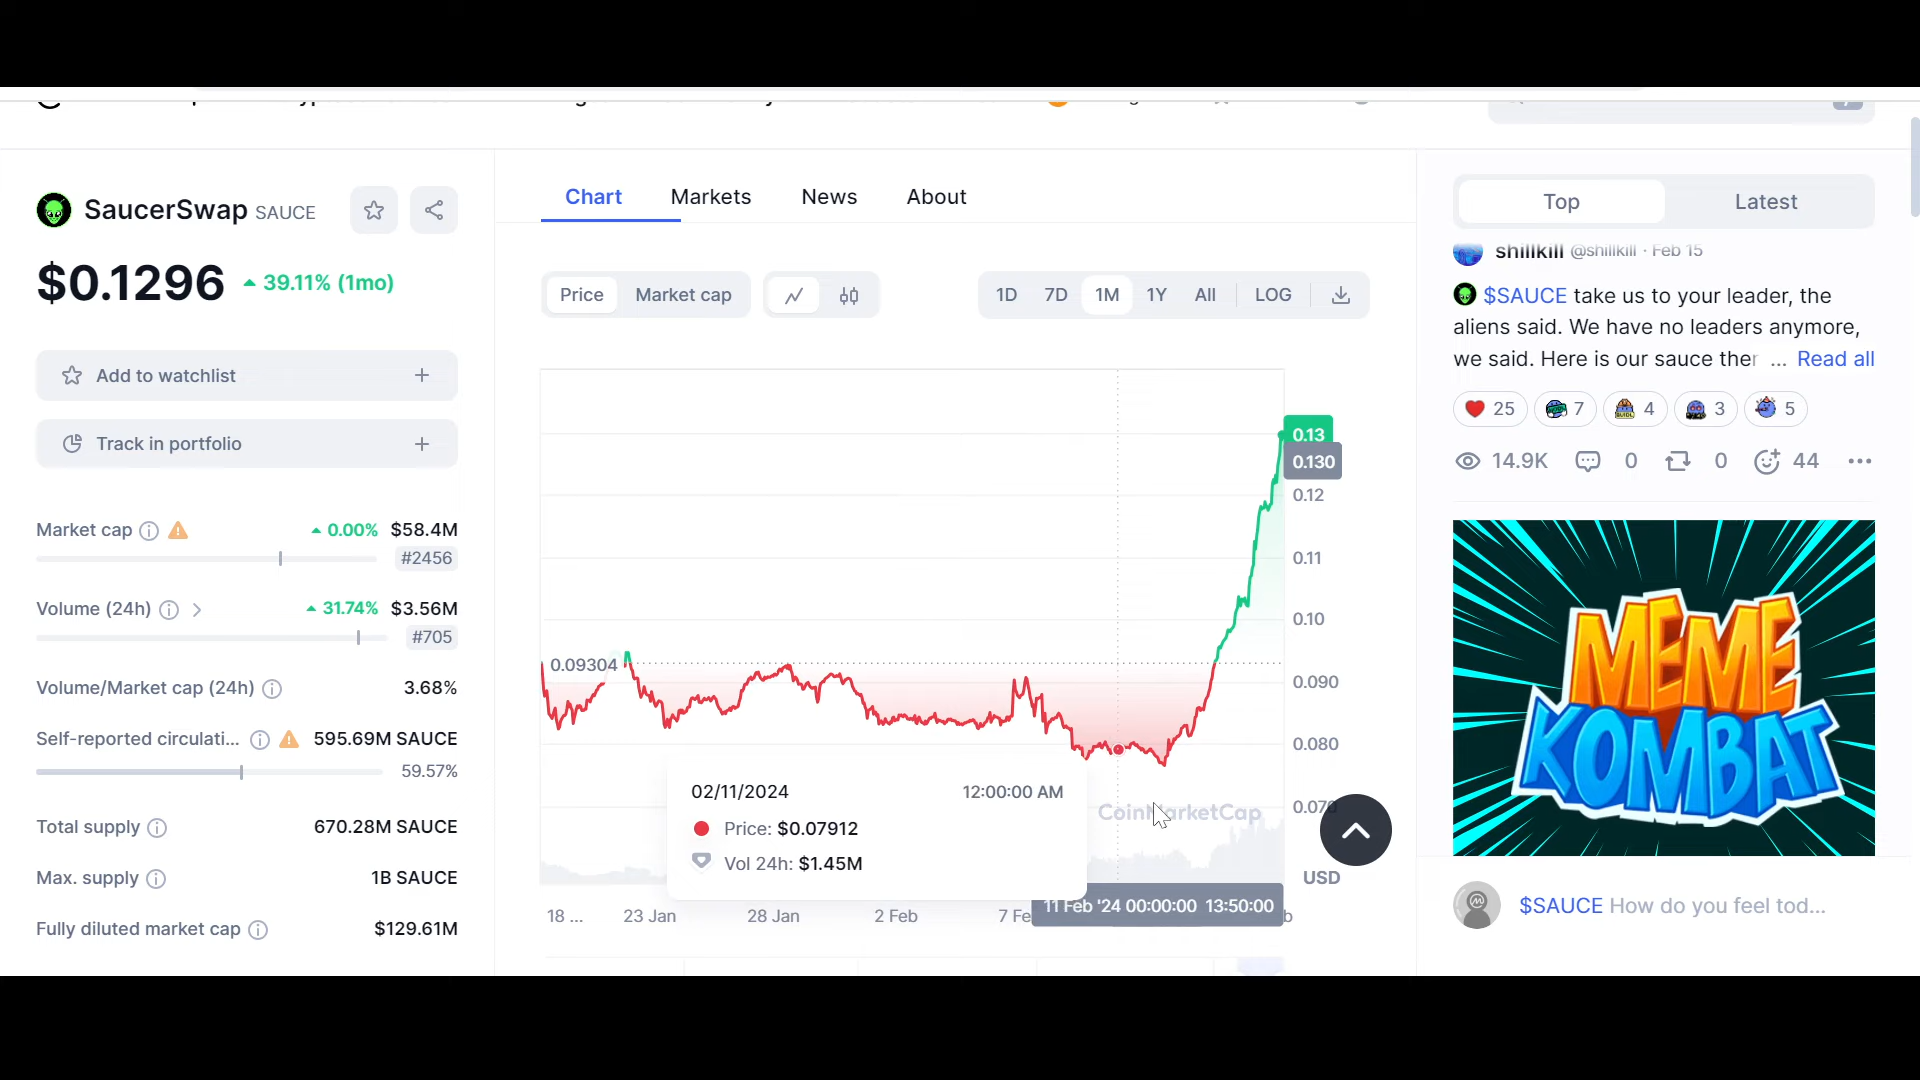 SaucerSwap SAUCE
$0.1296 39.11% (1mo)
Add to watchlist +
Track in portfolio +
Market cap 0.00% $58.4M
#2456
Volume (24h) 31.74% $3.56M
#705
Volume/Market cap (24h) 3.68%
Self-reported circulati... 595.69M SAUCE
59.57%
Total supply 670.28M SAUCE
Max. supply 1B SAUCE
Fully diluted market cap $129.61M
Chart Markets News About
Price Market cap
1D 7D 1M 1Y All LOG
0.13
0.130
0.12
0.11
0.10
0.090
0.080
0.070
USD
0.09304
02/11/2024 12:00:00 AM
Price: $0.07912
Vol 24h: $1.45M
CoinMarketCap
18 ... 23 Jan 28 Jan 2 Feb 7 Fe
11 Feb '24 00:00:00 13:50:00
Top Latest
shillkill @shillkill · Feb 15
$SAUCE take us to your leader, the
aliens said. We have no leaders anymore,
we said. Here is our sauce ther ... Read all
25 7 4 3 5
14.9K 0 0 44
MEME
KOMBAT
$SAUCE How do you feel tod...